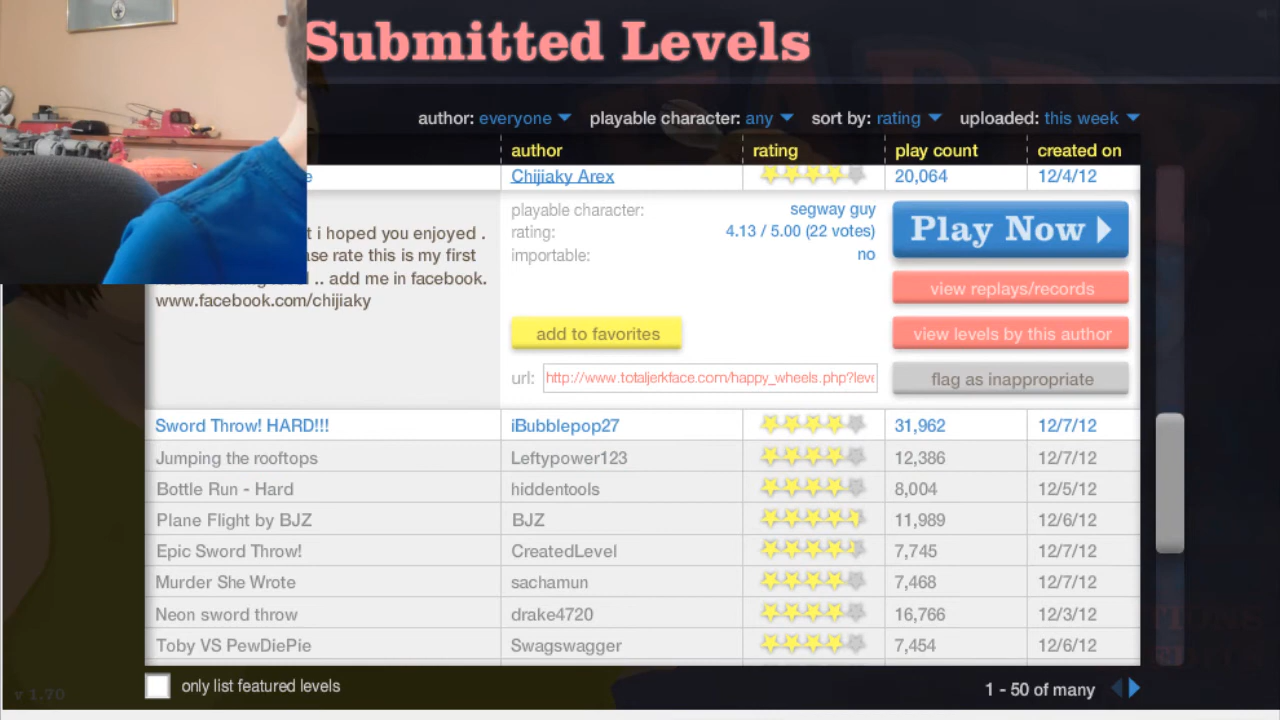 Submitted Levels
author: everyone playable character: any sort by: rating uploaded: this week
author rating play count created on
e Chijiaky Arex 20,064 12/4/12
playable character: segway guy
rating: 4.13 / 5.00 (22 votes)
importable: no
t i hoped you enjoyed .
ase rate this is my first
.. add me in facebook.
www.facebook.com/chijiaky
Play Now
view replays/records
add to favorites
view levels by this author
url: http://www.totaljerkface.com/happy_wheels.php?leve
flag as inappropriate
Sword Throw! HARD!!! iBubblepop27 31,962 12/7/12
Jumping the rooftops Leftypower123 12,386 12/7/12
Bottle Run - Hard hiddentools 8,004 12/5/12
Plane Flight by BJZ BJZ 11,989 12/6/12
Epic Sword Throw! CreatedLevel 7,745 12/7/12
Murder She Wrote sachamun 7,468 12/7/12
Neon sword throw drake4720 16,766 12/3/12
Toby VS PewDiePie Swagswagger 7,454 12/6/12
v 1.70 only list featured levels 1 - 50 of many